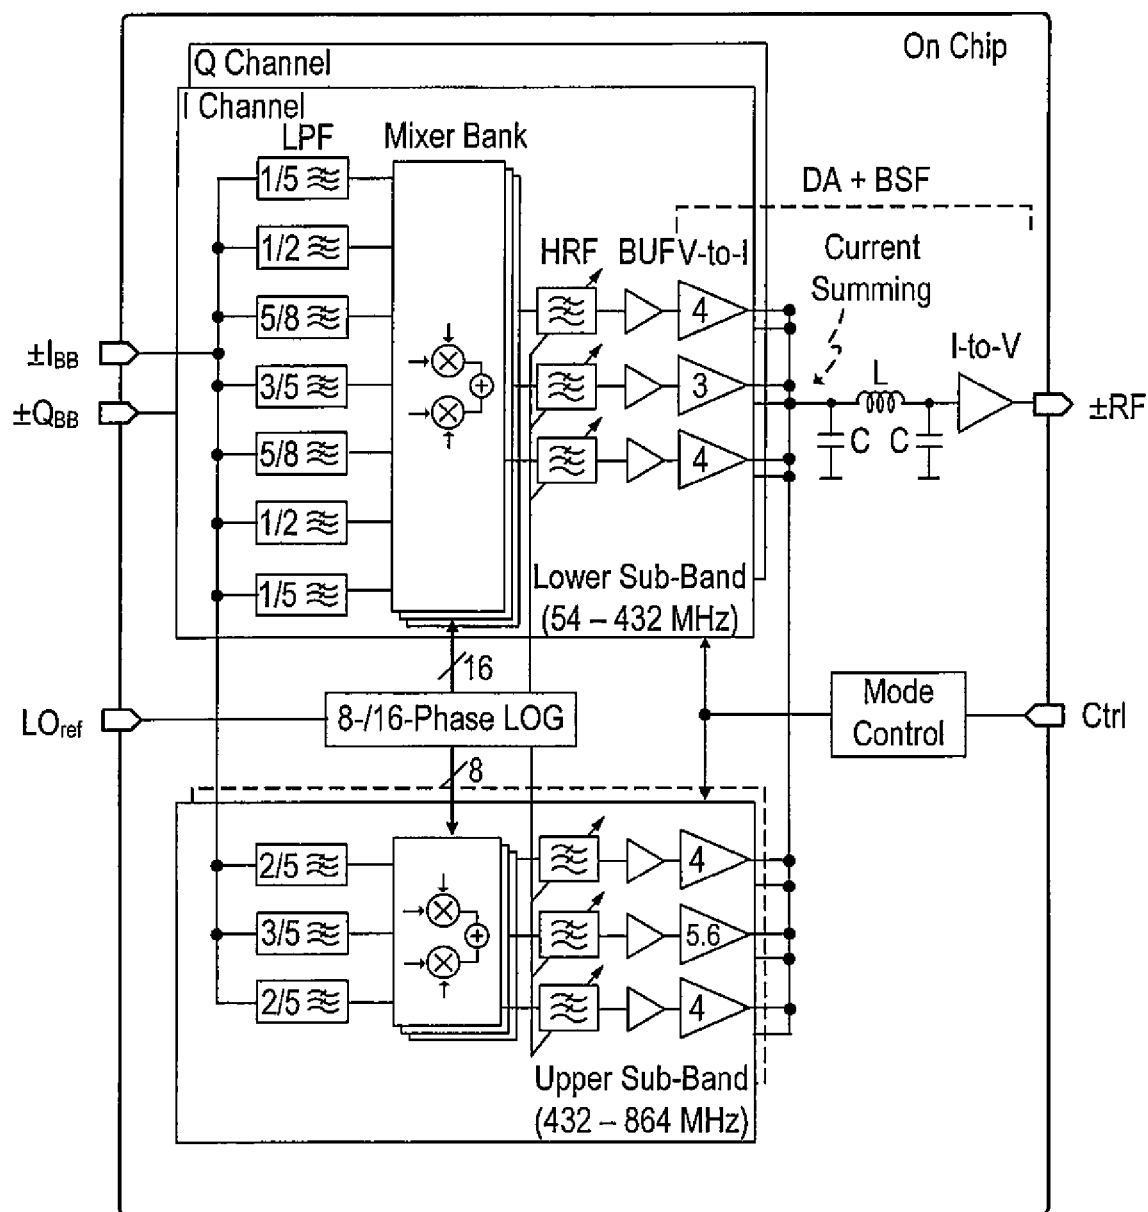 On Chip
Q Channel
I Channel
LPF
Mixer Bank
1/5
1/2
5/8
3/5
5/8
1/2
1/5
HRF
BUF
V-to-I
4
3
4
DA + BSF
Current
Summing
I-to-V
L
C
C
±I_BB
±Q_BB
±RF
Lower Sub-Band
(54 – 432 MHz)
16
LO_ref
8-/16-Phase LOG
8
Mode
Control
Ctrl
2/5
3/5
2/5
4
5.6
4
Upper Sub-Band
(432 – 864 MHz)